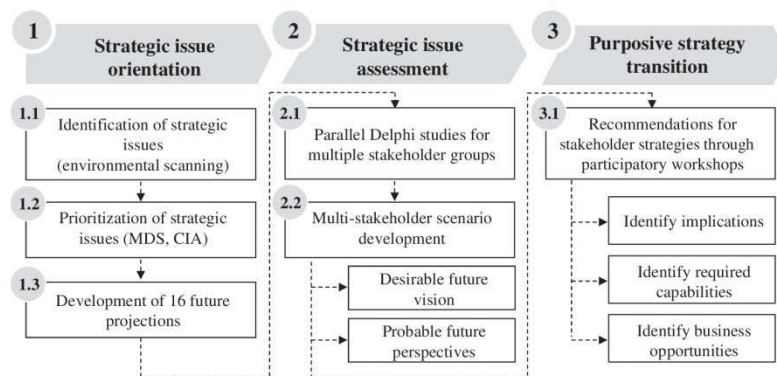 1
Strategic issue
orientation
1.1
Identification of strategic
issues
(environmental scanning)
1.2
Prioritization of strategic
issues (MDS, CIA)
1.3
Development of 16 future
projections
2
Strategic issue
assessment
2.1
Parallel Delphi studies for
multiple stakeholder groups
2.2
Multi-stakeholder scenario
development
Desirable future
vision
Probable future
perspectives
3
Purposive strategy
transition
3.1
Recommendations for
stakeholder strategies through
participatory workshops
Identify implications
Identify required
capabilities
Identify business
opportunities